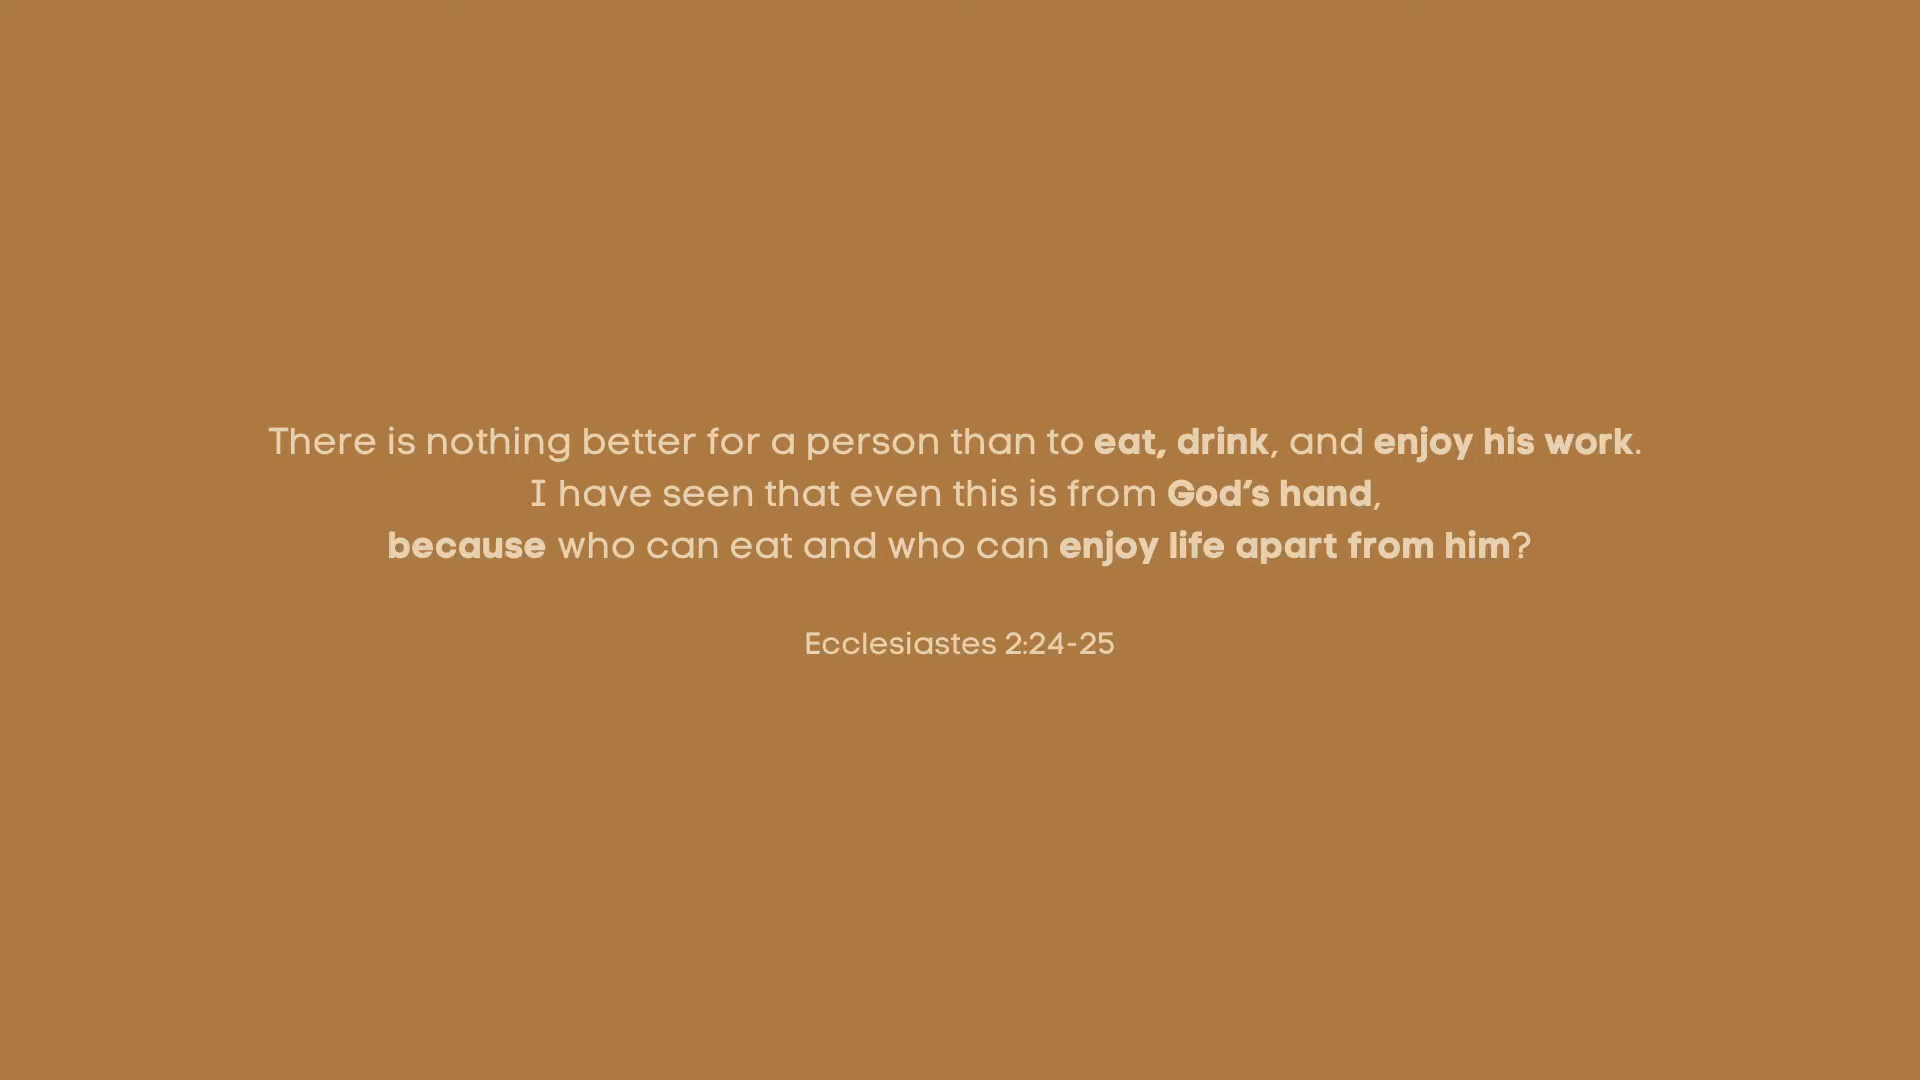 There is nothing better for a person than to eat, drink, and enjoy his work.
I have seen that even this is from God’s hand,
because who can eat and who can enjoy life apart from him?
Ecclesiastes 2:24-25